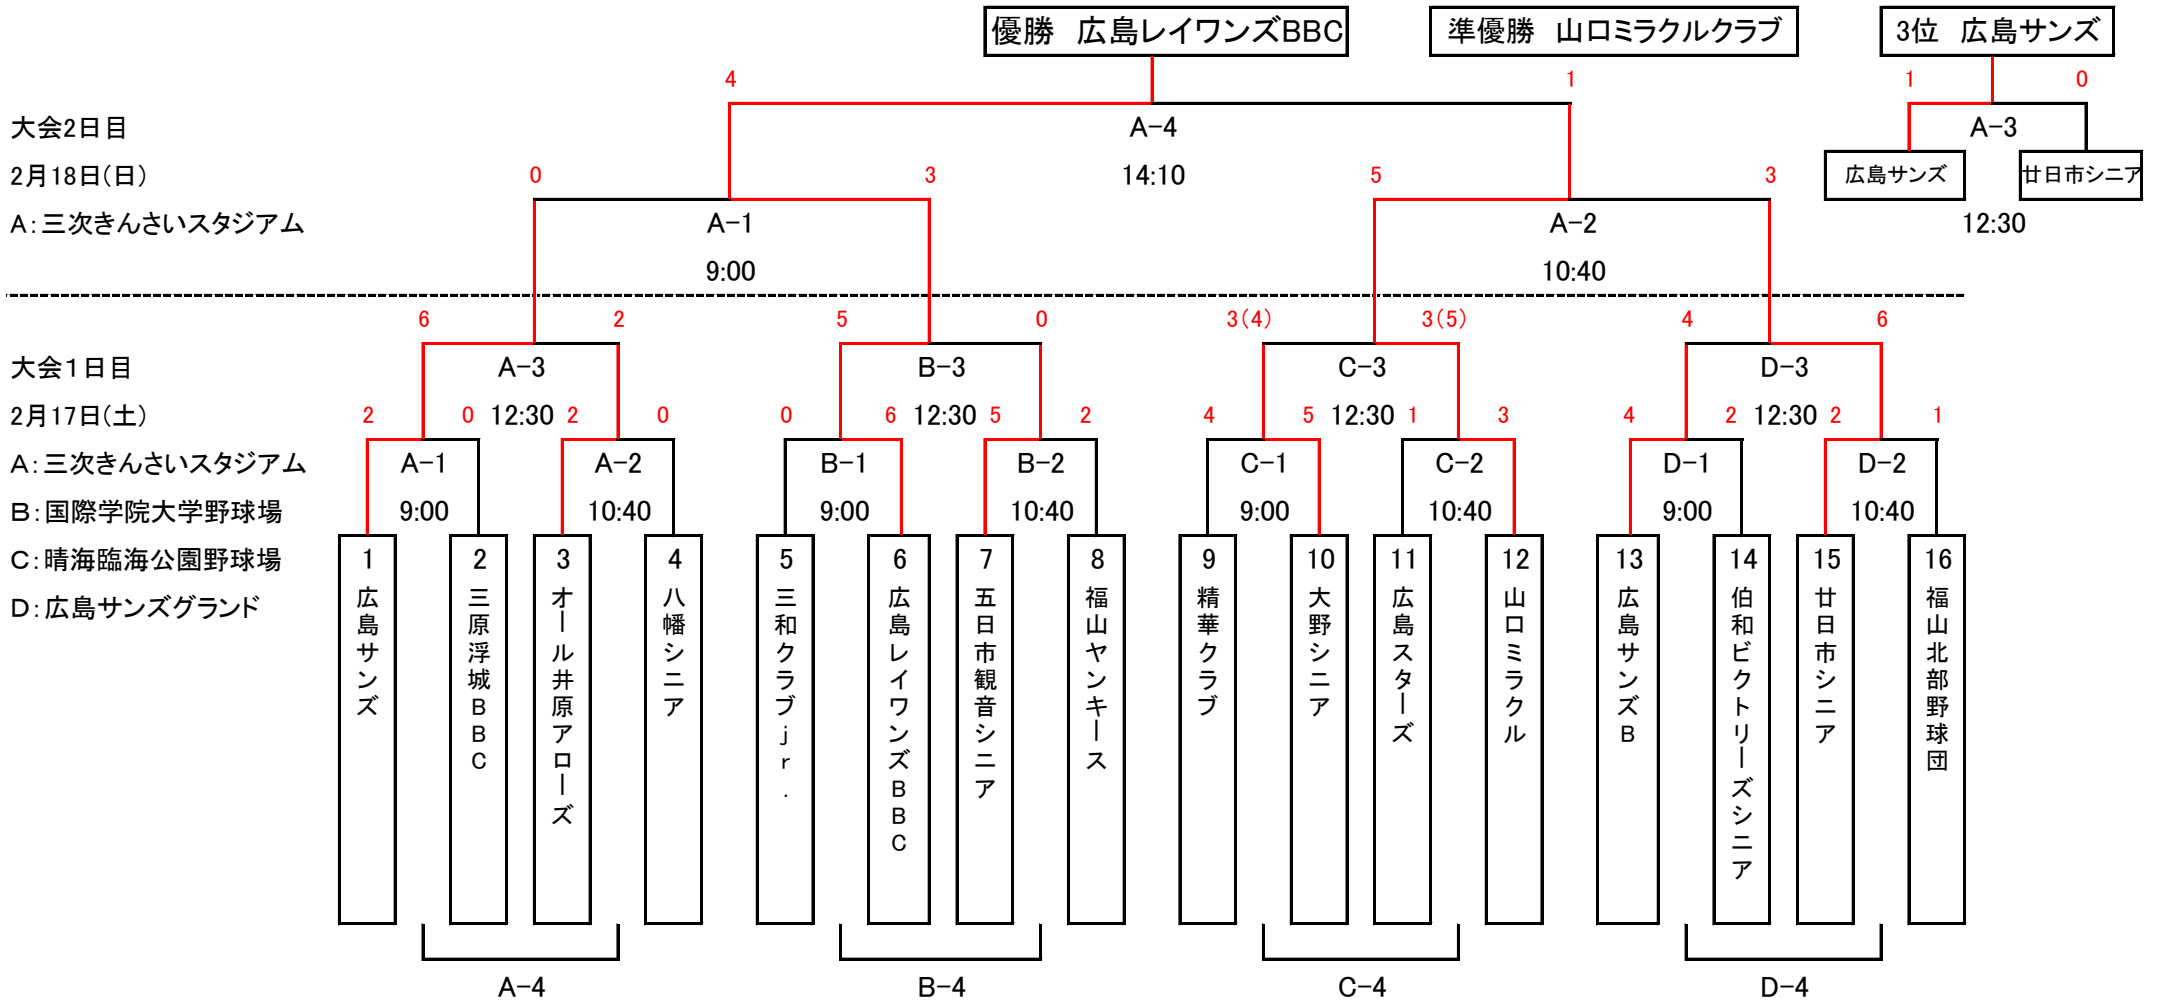 優勝　広島レイワンズBBC
準優勝　山口ミラクルクラブ
3位　広島サンズ
4
1
1
0
大会2日目
A-4
A-3
2月18日(日)
0
3
14:10
5
3
広島サンズ
廿日市シニア
A:三次きんさいスタジアム
A-1
A-2
12:30
9:00
10:40
6
2
5
0
3(4)
3(5)
4
6
大会１日目
A-3
B-3
C-3
D-3
2月17日(土)
2
0
12:30
2
0
0
6
12:30
5
2
4
5
12:30
1
3
4
2
12:30
2
1
A:三次きんさいスタジアム
A-1
A-2
B-1
B-2
C-1
C-2
D-1
D-2
B:国際学院大学野球場
9:00
10:40
9:00
10:40
9:00
10:40
9:00
10:40
C:晴海臨海公園野球場
D:広島サンズグランド
1
広島サンズ
2
三原浮城BBC
3
オール井原アローズ
4
八幡シニア
5
三和クラブjr.
6
広島レイワンズBBC
7
五日市観音シニア
8
福山ヤンキース
9
精華クラブ
10
大野シニア
11
広島スターズ
12
山口ミラクル
13
広島サンズB
14
伯和ビクトリーズシニア
15
廿日市シニア
16
福山北部野球団
A-4
B-4
C-4
D-4